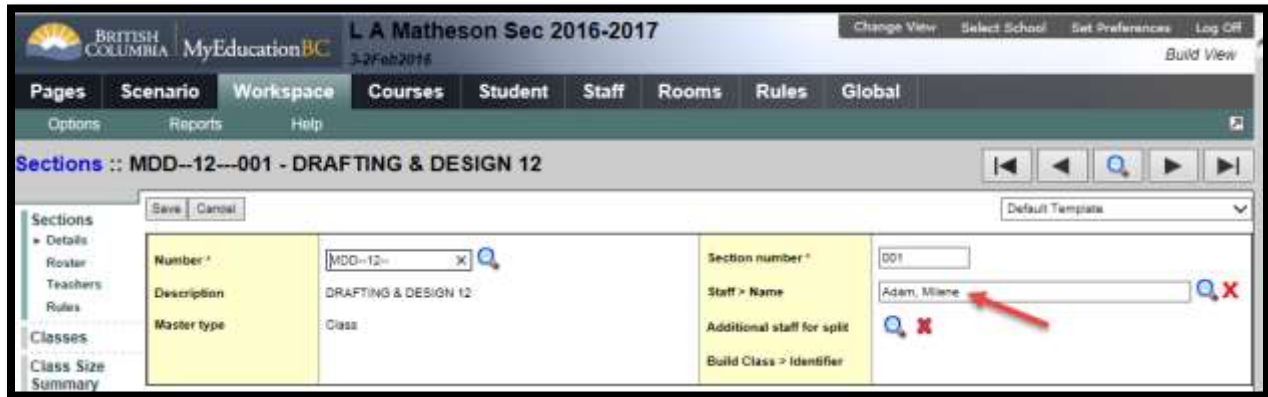 BRITISH COLUMBIA MyEducationBC L A Matheson Sec 2016-2017 Change View Select School Set Preferences Log Off
3-2Feb2016 Build View
Pages Scenario Workspace Courses Student Staff Rooms Rules Global
Options Reports Help
Sections :: MDD--12---001 - DRAFTING & DESIGN 12
Save Cancel Default Template
Sections
Details
Roster
Teachers
Rules
Classes
Class Size Summary
Number * MDD--12-- Section number * 001
Description DRAFTING & DESIGN 12 Staff > Name Adam, Milene
Master type Class Additional staff for split
Build Class > Identifier